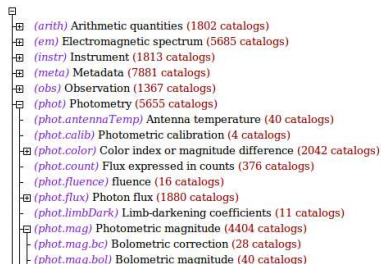 (arith) Arithmetic quantities (1802 catalogs)
(em) Electromagnetic spectrum (5685 catalogs)
(instr) Instrument (1813 catalogs)
(meta) Metadata (7881 catalogs)
(obs) Observation (1367 catalogs)
(phot) Photometry (5655 catalogs)
(phot.antennaTemp) Antenna temperature (40 catalogs)
(phot.calib) Photometric calibration (4 catalogs)
(phot.color) Color index or magnitude difference (2042 catalogs)
(phot.count) Flux expressed in counts (376 catalogs)
(phot.fluence) fluence (16 catalogs)
(phot.flux) Photon flux (1880 catalogs)
(phot.limbDark) Limb-darkening coefficients (11 catalogs)
(phot.mag) Photometric magnitude (4404 catalogs)
(phot.mag.bc) Bolometric correction (28 catalogs)
(phot.mag.bol) Bolometric magnitude (40 catalogs)